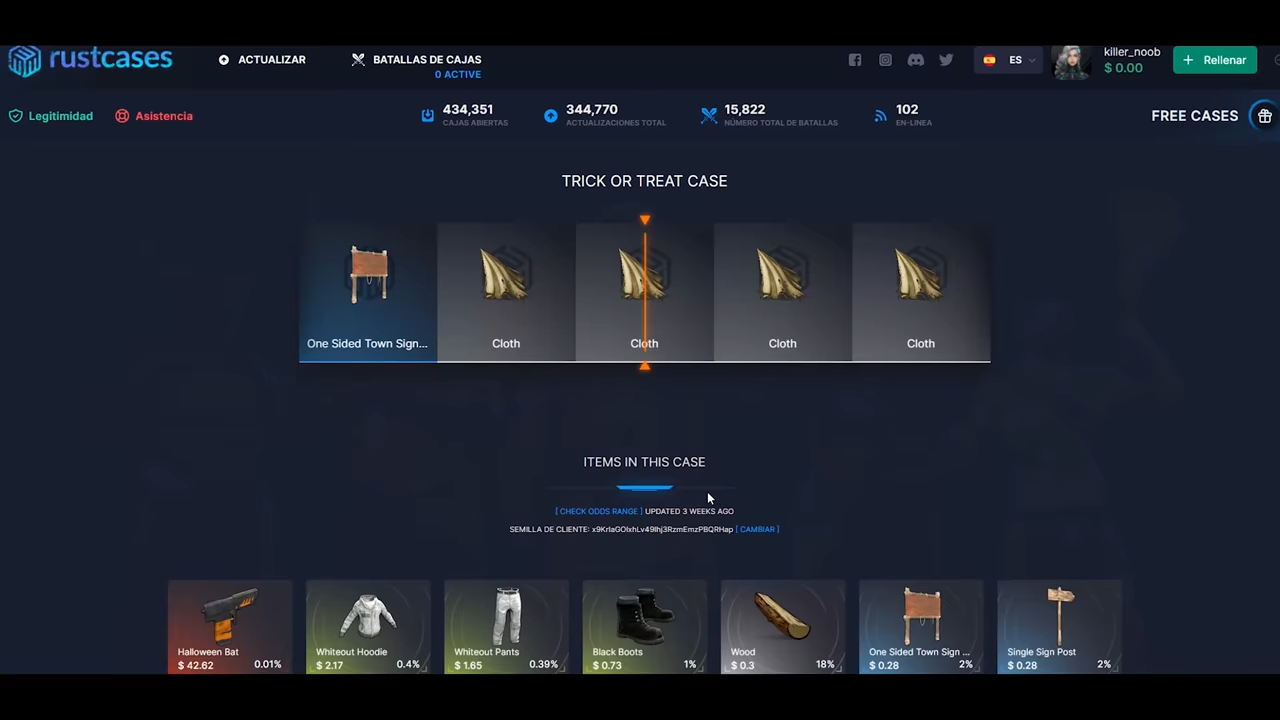 rustcases
ACTUALIZAR
BATALLAS DE CAJAS
0 ACTIVE
ES
killer_noob
$ 0.00
Rellenar
Legitimidad
Asistencia
434,351
CAJAS ABIERTAS
344,770
ACTUALIZACIONES TOTAL
15,822
NÚMERO TOTAL DE BATALLAS
102
EN-LINEA
FREE CASES
TRICK OR TREAT CASE
One Sided Town Sign...
Cloth
Cloth
Cloth
Cloth
ITEMS IN THIS CASE
[ CHECK ODDS RANGE ] UPDATED 3 WEEKS AGO
SEMILLA DE CLIENTE: [ CAMBIAR ]
Halloween Bat
$ 42.62 0.01%
Whiteout Hoodie
$ 2.17 0.4%
Whiteout Pants
$ 1.65 0.39%
Black Boots
$ 0.73 1%
Wood
$ 0.3 18%
One Sided Town Sign ...
$ 0.28 2%
Single Sign Post
$ 0.28 2%